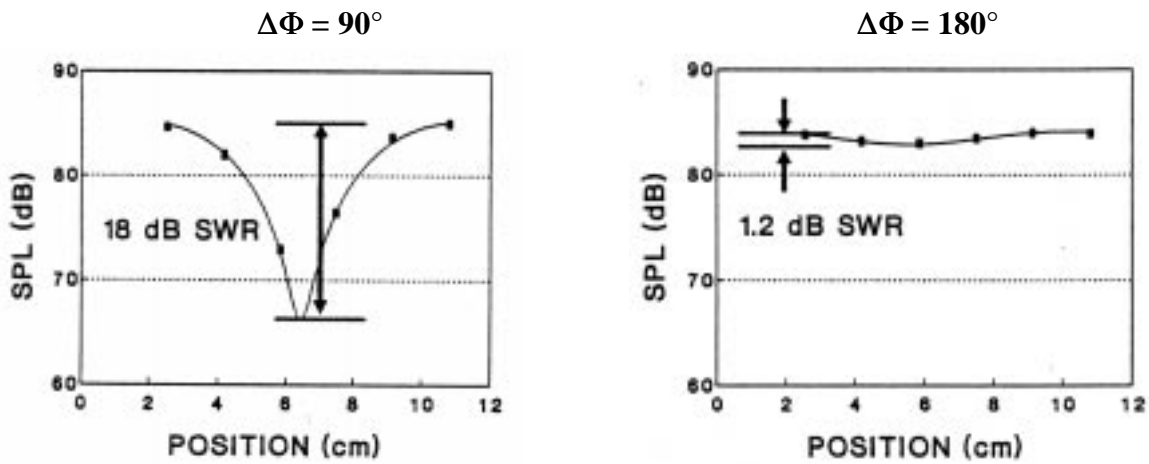 ΔΦ = 90°
90
80
70
60
SPL (dB)
18 dB SWR
0 2 4 6 8 10 12
POSITION (cm)
ΔΦ = 180°
90
80
70
60
SPL (dB)
1.2 dB SWR
0 2 4 6 8 10 12
POSITION (cm)